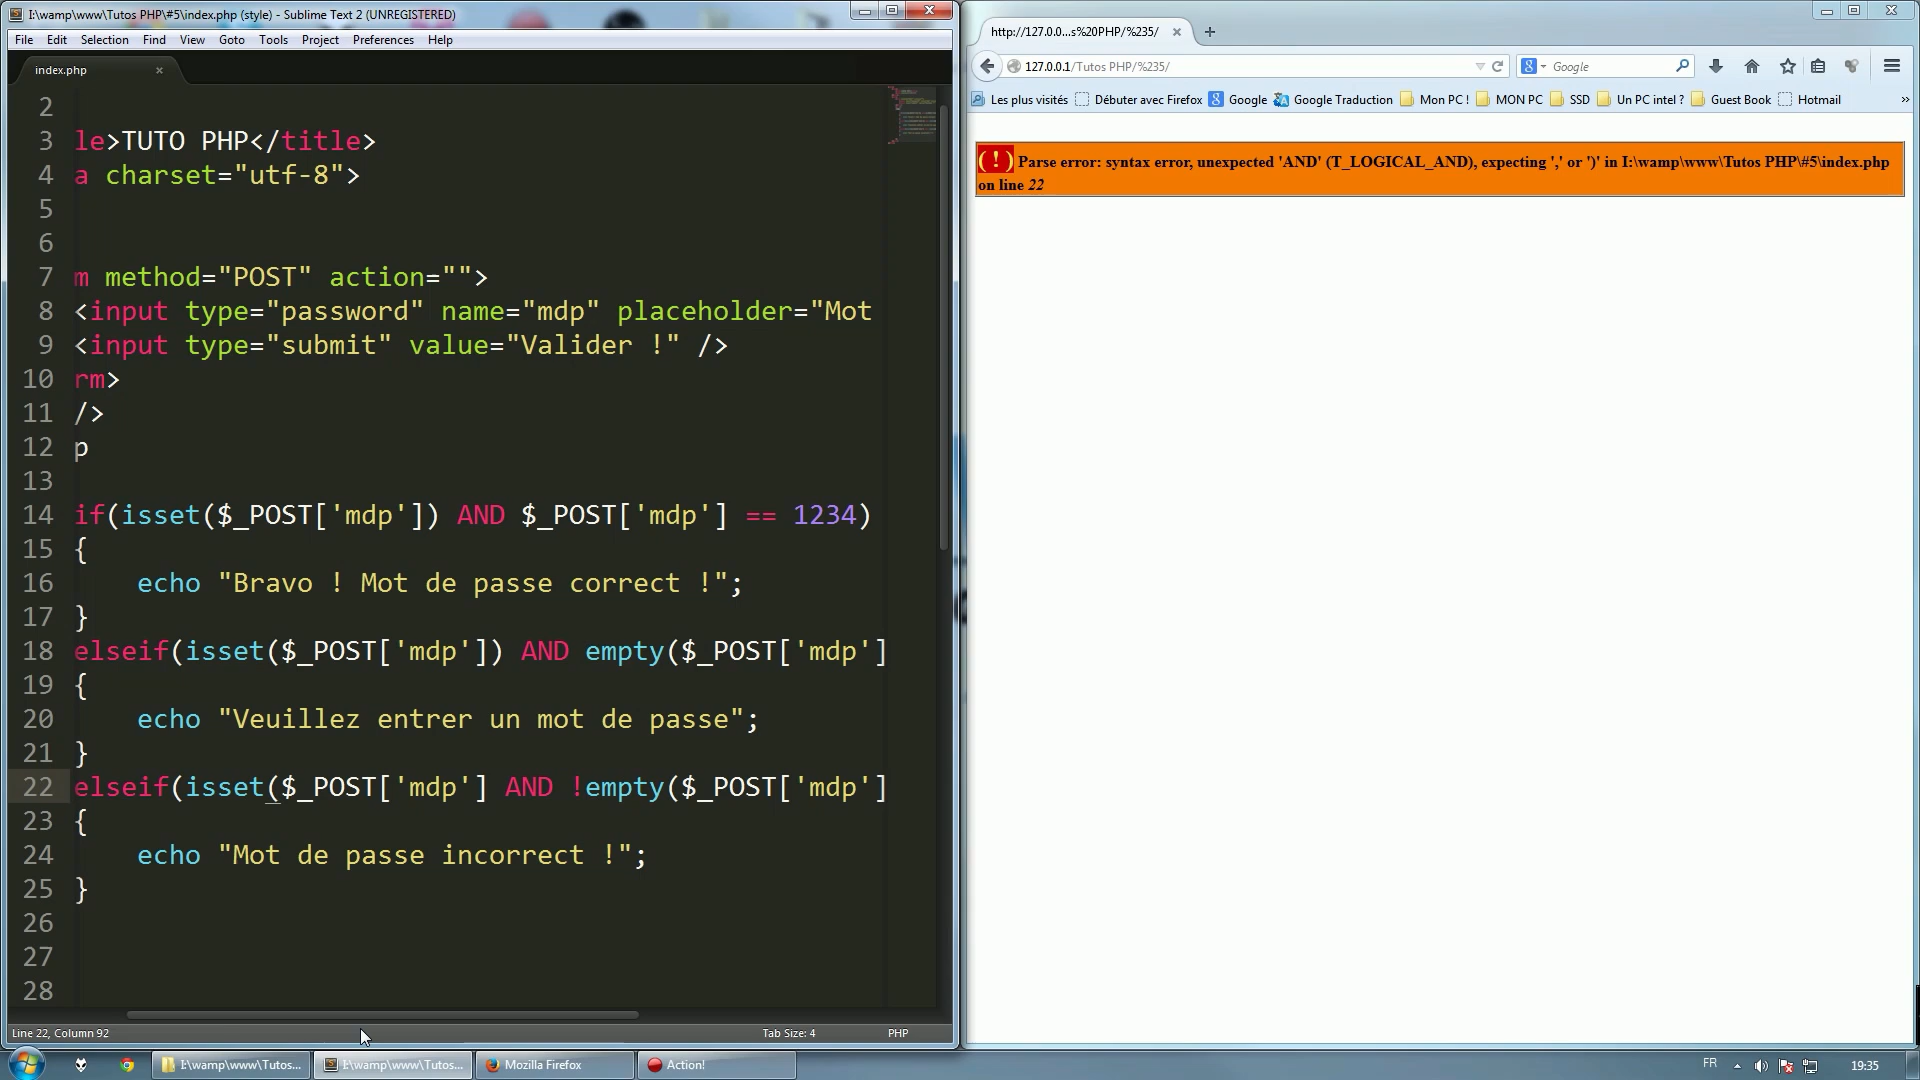 I:\wamp\www\Tutos PHP\#5\index.php (style) - Sublime Text 2 (UNREGISTERED)
File Edit Selection Find View Goto Tools Project Preferences Help
index.php
2
3 le>TUTO PHP</title>
4 a charset="utf-8">
5
6
7 m method="POST" action="">
8 <input type="password" name="mdp" placeholder="Mot
9 <input type="submit" value="Valider !" />
10 rm>
11 />
12 p
13
14 if(isset($_POST['mdp']) AND $_POST['mdp'] == 1234)
15 {
16 echo "Bravo ! Mot de passe correct !";
17 }
18 elseif(isset($_POST['mdp']) AND empty($_POST['mdp']
19 {
20 echo "Veuillez entrer un mot de passe";
21 }
22 elseif(isset($_POST['mdp'] AND !empty($_POST['mdp']
23 {
24 echo "Mot de passe incorrect !";
25 }
26
27
28
Line 22, Column 92 Tab Size: 4 PHP
http://127.0.0...s%20PHP/%235/
127.0.0.1/Tutos PHP/%235/
Google
Les plus visités Débuter avec Firefox Google Google Traduction Mon PC ! MON PC SSD Un PC intel ? Guest Book Hotmail »
( ! ) Parse error: syntax error, unexpected 'AND' (T_LOGICAL_AND), expecting ',' or ')' in I:\wamp\www\Tutos PHP\#5\index.php
on line 22
I:\wamp\www\Tutos... I:\wamp\www\Tutos... Mozilla Firefox Action! FR 19:35